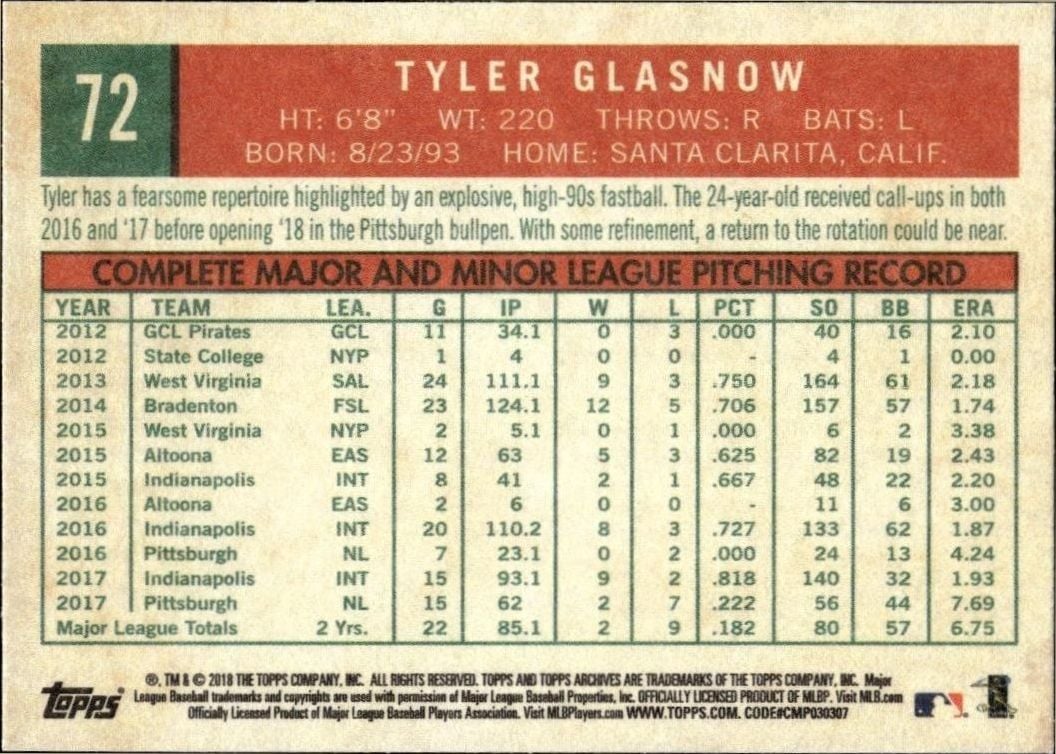 72
TYLER GLASNOW
HT: 6'8" WT: 220 THROWS: R BATS: L
BORN: 8/23/93 HOME: SANTA CLARITA, CALIF.
Tyler has a fearsome repertoire highlighted by an explosive, high-90s fastball. The 24-year-old received call-ups in both
2016 and '17 before opening '18 in the Pittsburgh bullpen. With some refinement, a return to the rotation could be near.
COMPLETE MAJOR AND MINOR LEAGUE PITCHING RECORD
YEAR TEAM LEA. G IP W L PCT SO BB ERA
2012 GCL Pirates GCL 11 34.1 0 3 .000 40 16 2.10
2012 State College NYP 1 4 0 0 - 4 1 0.00
2013 West Virginia SAL 24 111.1 9 3 .750 164 61 2.18
2014 Bradenton FSL 23 124.1 12 5 .706 157 57 1.74
2015 West Virginia NYP 2 5.1 0 1 .000 6 2 3.38
2015 Altoona EAS 12 63 5 3 .625 82 19 2.43
2015 Indianapolis INT 8 41 2 1 .667 48 22 2.20
2016 Altoona EAS 2 6 0 0 - 11 6 3.00
2016 Indianapolis INT 20 110.2 8 3 .727 133 62 1.87
2016 Pittsburgh NL 7 23.1 0 2 .000 24 13 4.24
2017 Indianapolis INT 15 93.1 9 2 .818 140 32 1.93
2017 Pittsburgh NL 15 62 2 7 .222 56 44 7.69
Major League Totals 2 Yrs. 22 85.1 2 9 .182 80 57 6.75
topps
®, TM & © 2018 THE TOPPS COMPANY, INC. ALL RIGHTS RESERVED. TOPPS AND TOPPS ARCHIVES ARE TRADEMARKS OF THE TOPPS COMPANY, INC. Major
League Baseball trademarks and copyrights are used with permission of Major League Baseball Properties, Inc. OFFICIALLY LICENSED PRODUCT OF MLBP. Visit MLB.com
Officially Licensed Product of Major League Baseball Players Association. Visit MLBPlayers.com WWW.TOPPS.COM. CODE#CMP030307